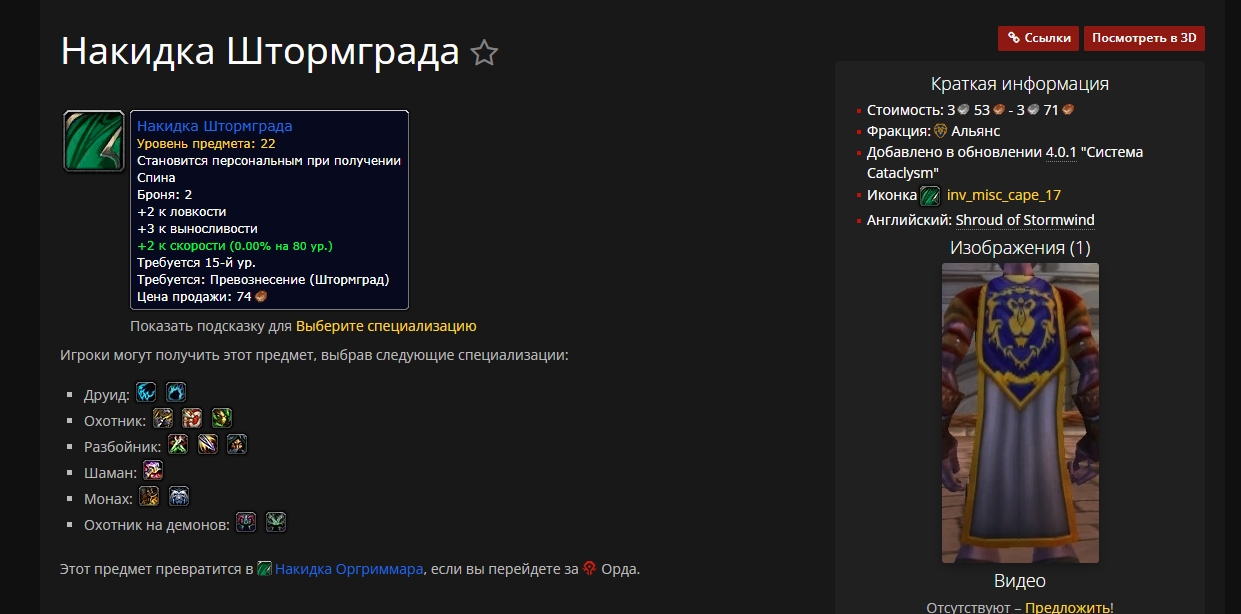 Накидка Штормграда
Ссылки
Посмотреть в 3D
Накидка Штормграда
Уровень предмета: 22
Становится персональным при получении
Спина
Броня: 2
+2 к ловкости
+3 к выносливости
+2 к скорости (0.00% на 80 ур.)
Требуется 15-й ур.
Требуется: Превознесение (Штормград)
Цена продажи: 74
Показать подсказку для Выберите специализацию
Игроки могут получить этот предмет, выбрав следующие специализации:
Друид:
Охотник:
Разбойник:
Шаман:
Монах:
Охотник на демонов:
Этот предмет превратится в Накидка Оргриммара, если вы перейдете за Орда.
Краткая информация
Стоимость: 3 53 - 3 71
Фракция: Альянс
Добавлено в обновлении 4.0.1 "Система
Cataclysm"
Иконка inv_misc_cape_17
Английский: Shroud of Stormwind
Изображения (1)
Видео
Отсутствуют – Предложить!